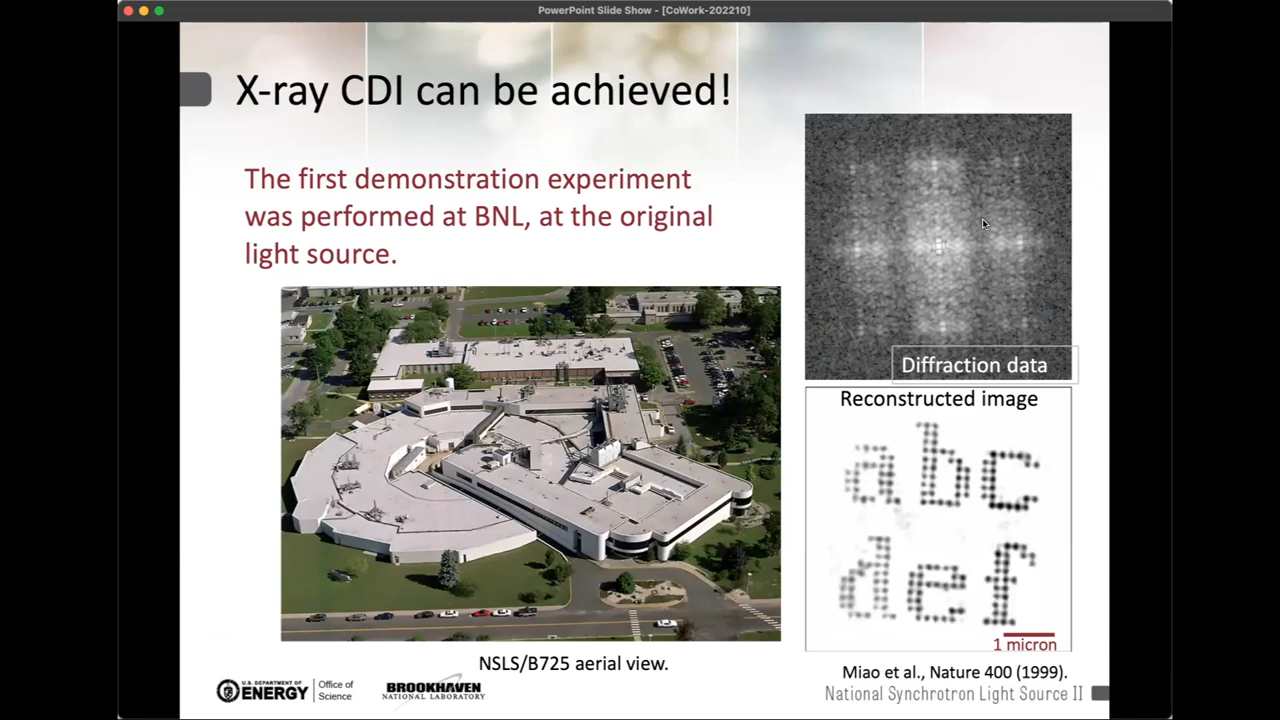 PowerPoint Slide Show - [CoWork-202210]
X-ray CDI can be achieved!
The first demonstration experiment
was performed at BNL, at the original
light source.
Diffraction data
Reconstructed image
abc
def
1 micron
NSLS/B725 aerial view.
Miao et al., Nature 400 (1999).
U.S. DEPARTMENT OF
ENERGY
Office of
Science
BROOKHAVEN
NATIONAL LABORATORY
National Synchrotron Light Source II